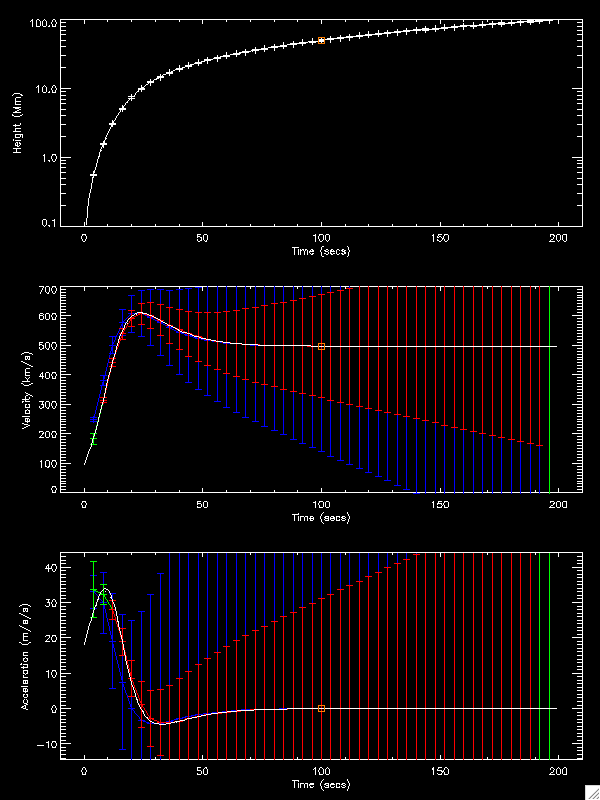 100.0
10.0
1.0
0.1
Height (Mm)
0 50 100 150 200
Time (secs)
700
600
500
400
300
200
100
0
Velocity (km/s)
0 50 100 150 200
Time (secs)
40
30
20
10
0
-10
Acceleration (m/s/s)
0 50 100 150 200
Time (secs)